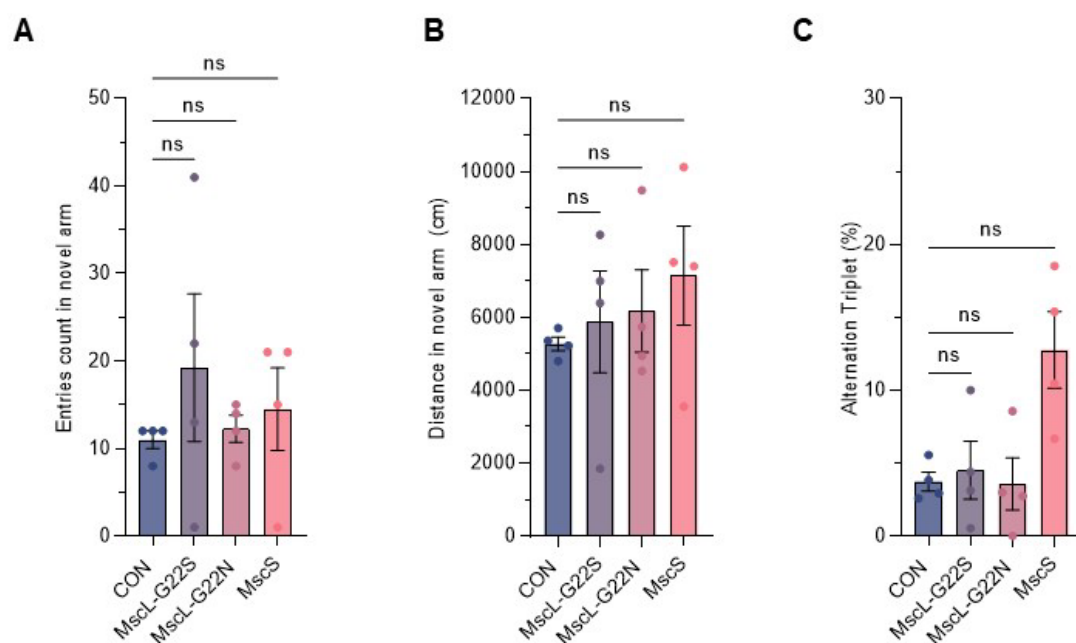 A
ns
ns
ns
50
40
30
20
10
0
Entries count in novel arm
CON
MscL-G22S
MscL-G22N
MscS
B
ns
ns
ns
12000
10000
8000
6000
4000
2000
0
Distance in novel arm (cm)
CON
MscL-G22S
MscL-G22N
MscS
C
ns
ns
ns
30
20
10
0
Alternation Triplet (%)
CON
MscL-G22S
MscL-G22N
MscS